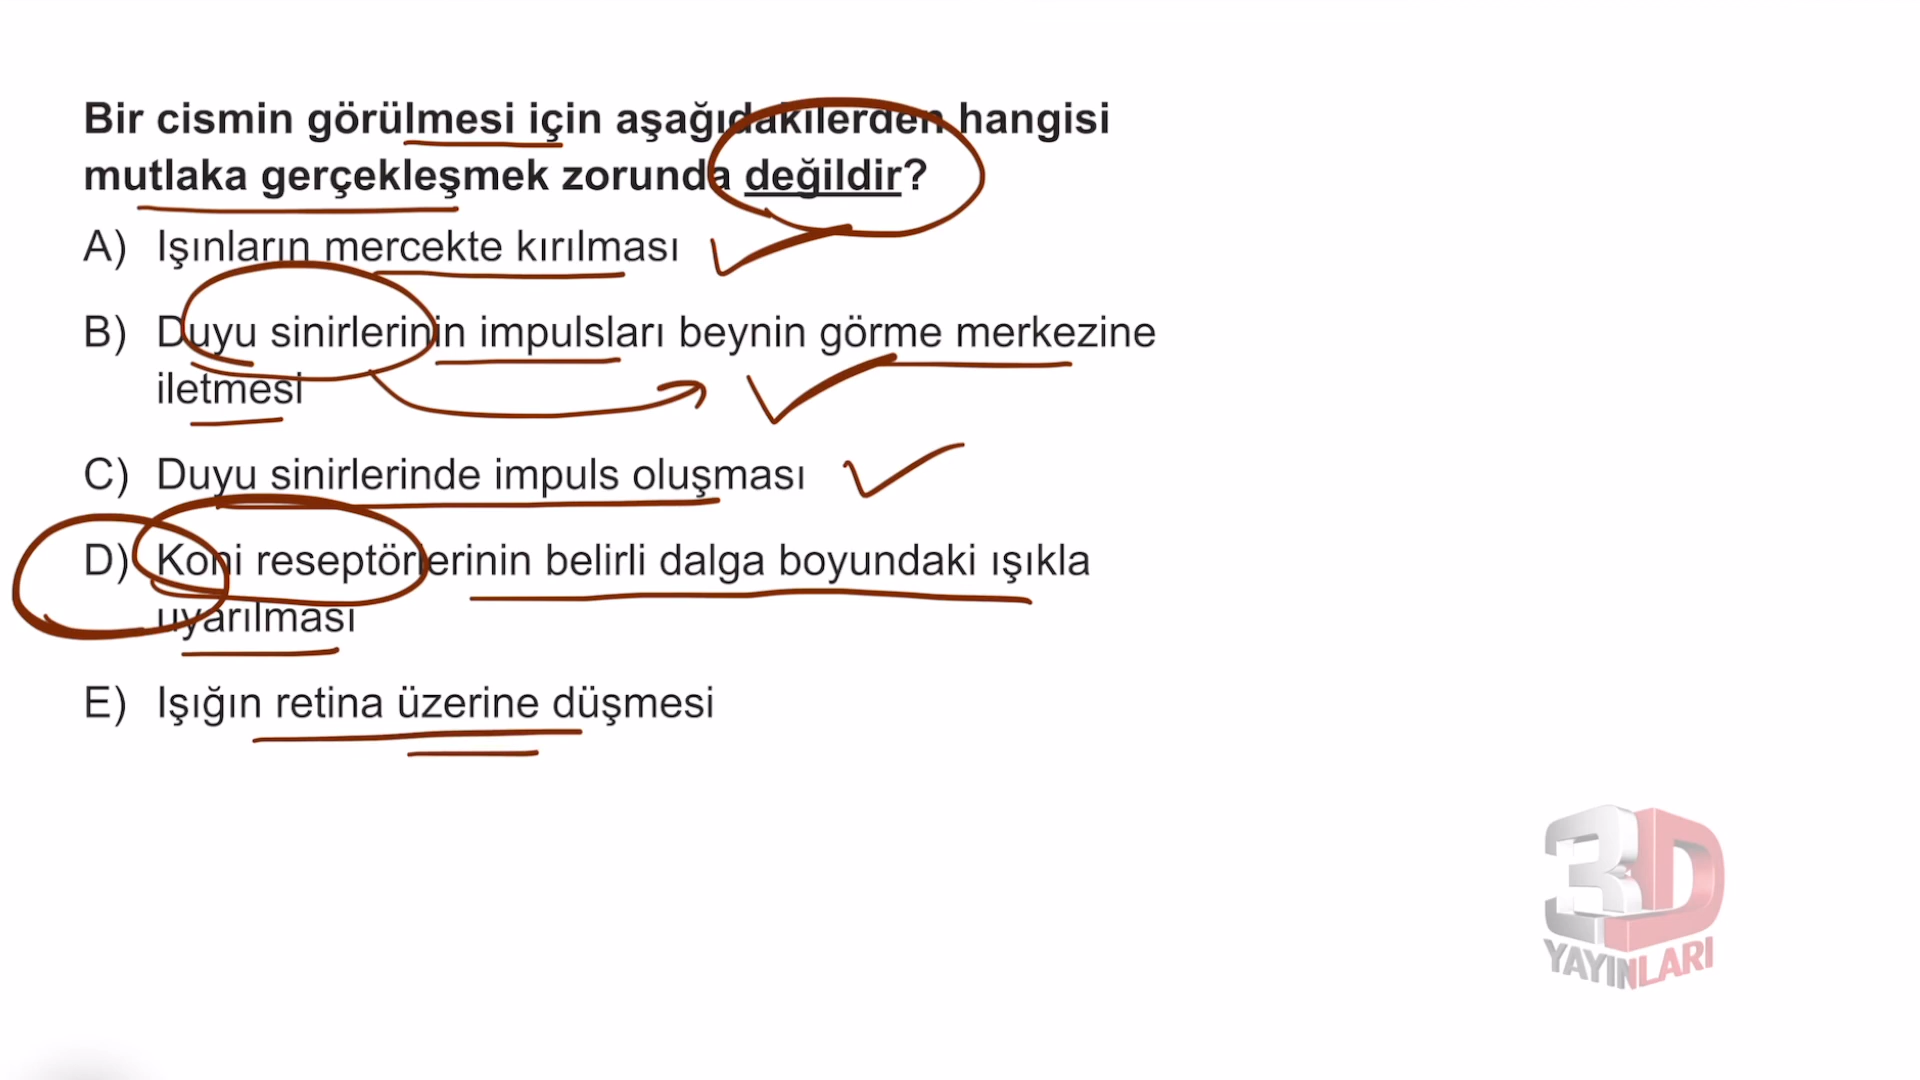 Bir cismin görülmesi için aşağıdakilerden hangisi
mutlaka gerçekleşmek zorunda değildir?
A) Işınların mercekte kırılması
B) Duyu sinirlerinin impulsları beynin görme merkezine
iletmesi
C) Duyu sinirlerinde impuls oluşması
D) Koni reseptörlerinin belirli dalga boyundaki ışıkla
uyarılması
E) Işığın retina üzerine düşmesi
3D
YAYINLARI